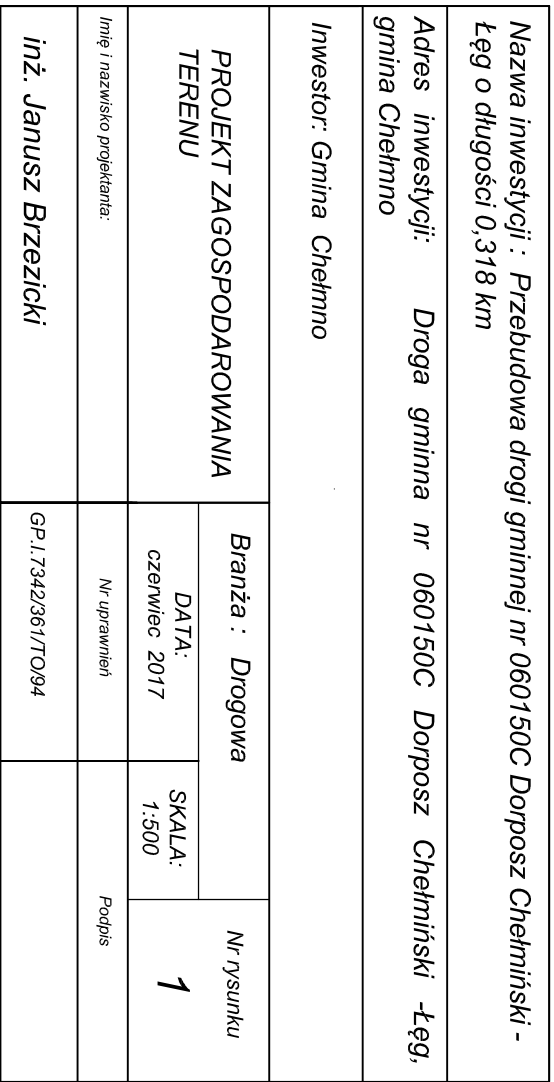 Nazwa inwestycji : Przebudowa drogi gminnej nr 060150C Dorposz Chełmiński -
Łęg o długości 0,318 km
Adres inwestycji: Droga gminna nr 060150C Dorposz Chełmiński -Łęg,
gmina Chełmno
Inwestor: Gmina Chełmno
PROJEKT ZAGOSPODAROWANIA
TERENU
Branża : Drogowa
DATA:
czerwiec 2017
SKALA:
1:500
Nr rysunku
1
Imię i nazwisko projektanta:
Nr uprawnień
Podpis
inż. Janusz Brzezicki
GP.I.7342/361/TO/94